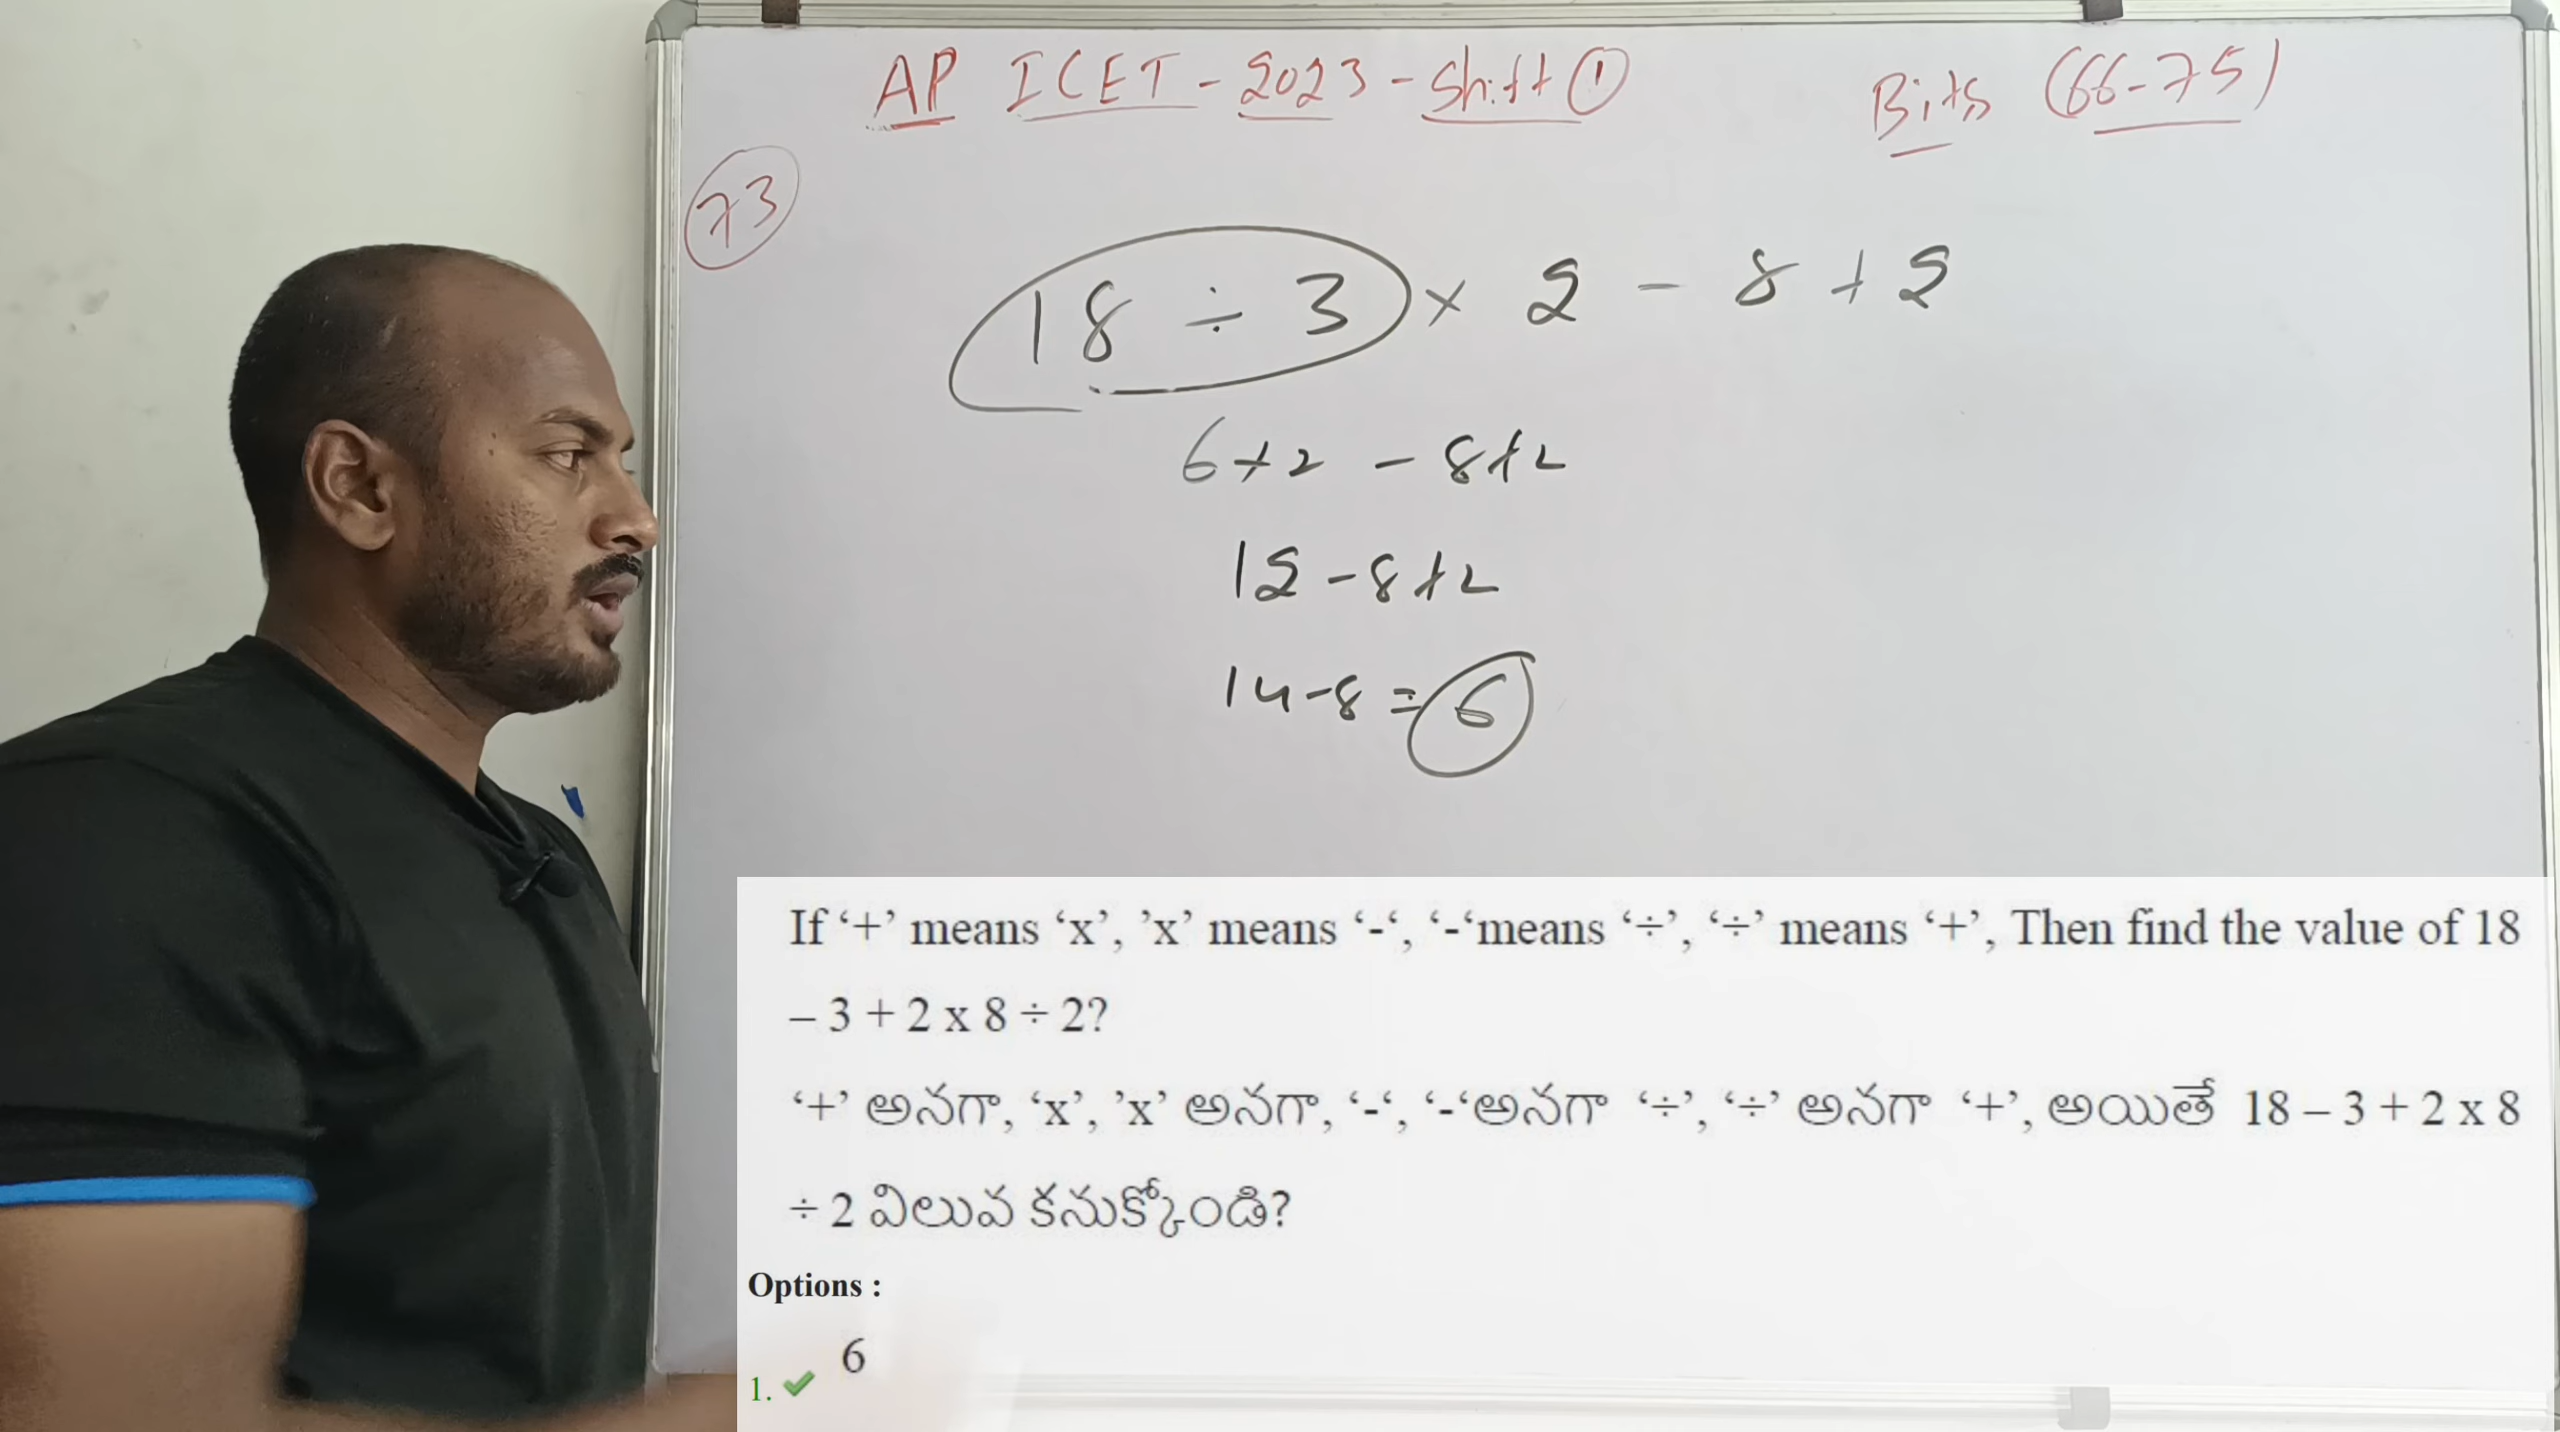 AP ICET - 2023 - Shift ①
Bits (66-75)
73
18 ÷ 3 × 2 - 8 + 2
6 × 2 - 8 + 2
12 - 8 + 2
14 - 8 = 6
If ‘+’ means ‘x’, ’x’ means ‘-‘, ‘-‘means ‘÷’, ‘÷’ means ‘+’, Then find the value of 18
– 3 + 2 x 8 ÷ 2?
‘+’ అనగా, ‘x’, ’x’ అనగా, ‘-‘, ‘-‘అనగా ‘÷’, ‘÷’ అనగా ‘+’, అయితే 18 – 3 + 2 x 8
÷ 2 విలువ కనుక్కోండి?
Options :
6
1. ✔